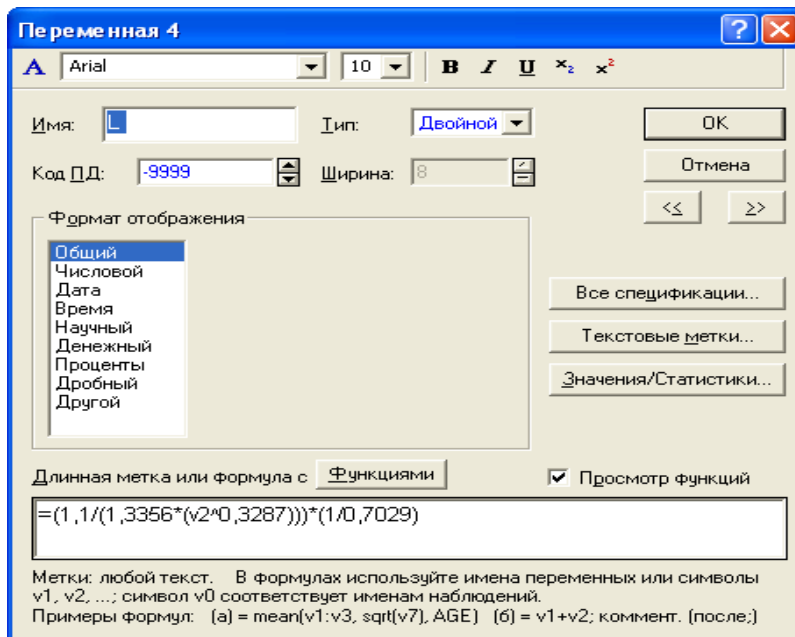 Переменная 4
A Arial 10 B I U x₂ x²
Имя: L Тип: Двойной OK
Код ПД: -9999 Ширина: 8 Отмена
<< >>
Формат отображения
Общий
Числовой
Дата
Время
Научный
Денежный
Проценты
Дробный
Другой
Все спецификации...
Текстовые метки...
Значения/Статистики...
Длинная метка или формула с Функциями Просмотр функций
=(1,1/(1,3356*(v2^0,3287)))*(1/0,7029)
Метки: любой текст. В формулах используйте имена переменных или символы
v1, v2, ...; символ v0 соответствует именам наблюдений.
Примеры формул: (a) = mean(v1:v3, sqrt(v7), AGE) (б) = v1+v2; коммент. (после;)